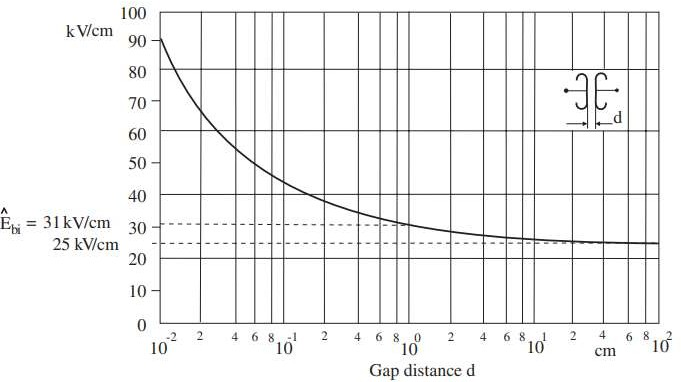 100
kV/cm 90
80
70
60
50
40
Ê_bi = 31 kV/cm 30
25 kV/cm
20
10
0
d
10^-2 2 4 6 8 10^-1 2 4 6 8 10^0 2 4 6 8 10^1 2 4 6 8 10^2
cm
Gap distance d